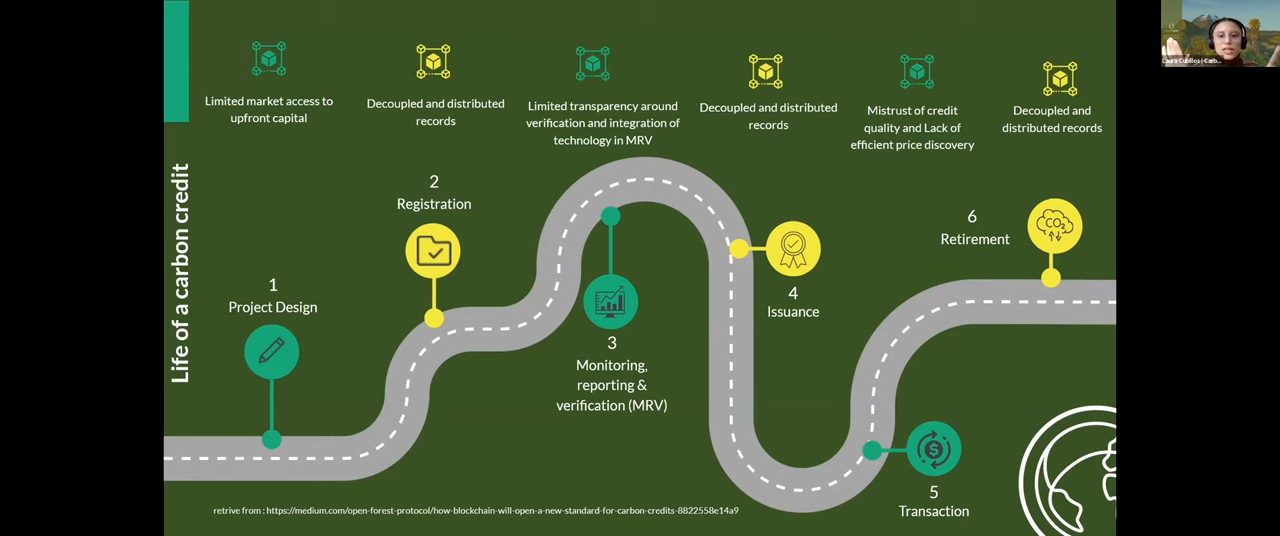 Life of a carbon credit
Limited market access to
upfront capital
Decoupled and distributed
records
Limited transparency around
verification and integration of
technology in MRV
Decoupled and distributed
records
Mistrust of credit
quality and Lack of
efficient price discovery
Decoupled and
distributed records
1
Project Design
2
Registration
3
Monitoring,
reporting &
verification (MRV)
4
Issuance
5
Transaction
6
Retirement
CO2
$
retrive from : https://medium.com/open-forest-protocol/how-blockchain-will-open-a-new-standard-for-carbon-credits-8822558e14a9
Laura Cubillos | Carb...